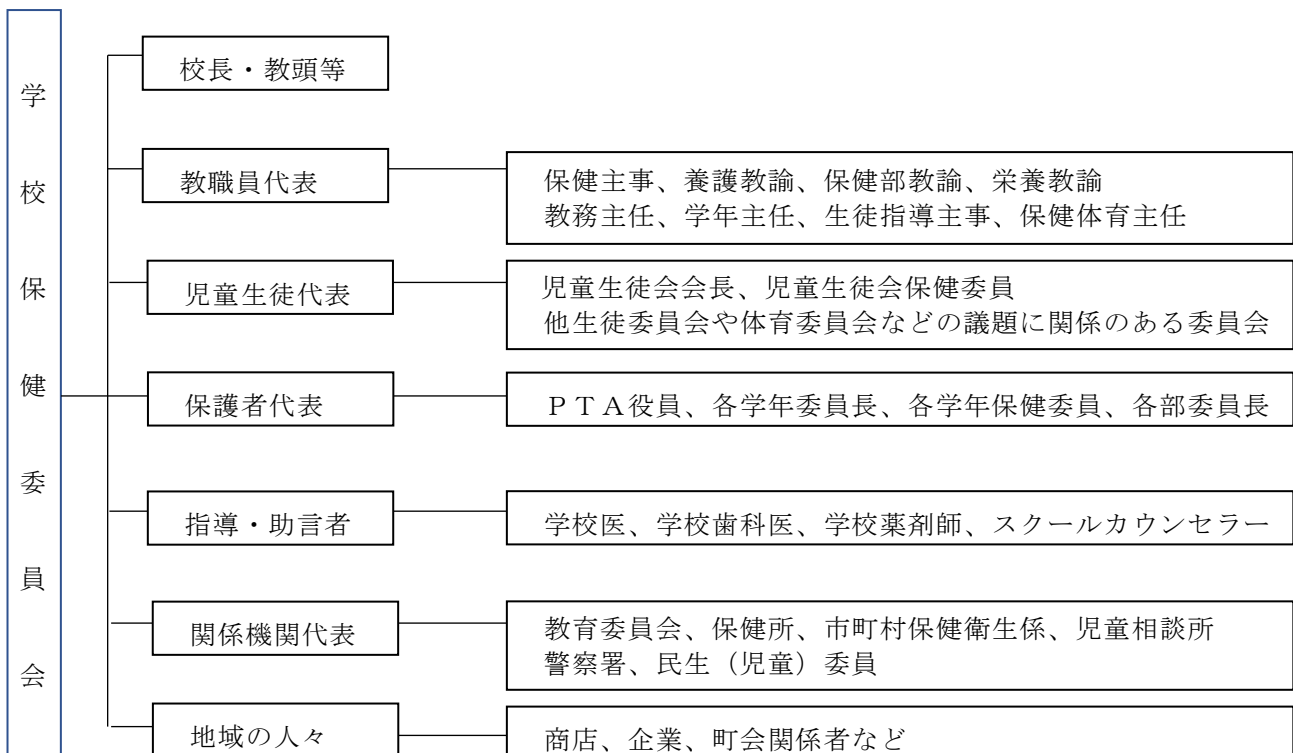 学校保健委員会
校長・教頭等
教職員代表
保健主事、養護教諭、保健部教諭、栄養教諭
教務主任、学年主任、生徒指導主事、保健体育主任
児童生徒代表
児童生徒会会長、児童生徒会保健委員
他生徒委員会や体育委員会などの議題に関係のある委員会
保護者代表
ＰＴＡ役員、各学年委員長、各学年保健委員、各部委員長
指導・助言者
学校医、学校歯科医、学校薬剤師、スクールカウンセラー
関係機関代表
教育委員会、保健所、市町村保健衛生係、児童相談所
警察署、民生（児童）委員
地域の人々
商店、企業、町会関係者など